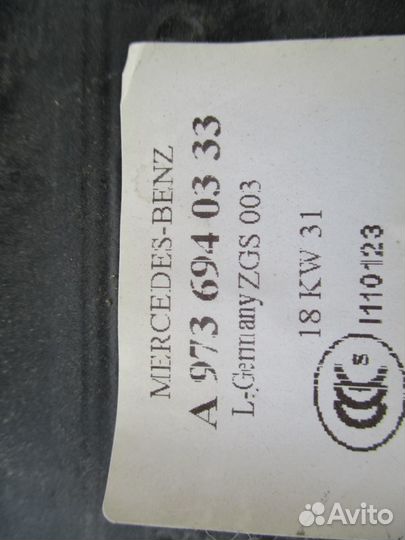 MERCEDES-BENZ
A 973 694 03 33
L-Germany ZGS 003
18 KW 31
CCC S I110123
Avito